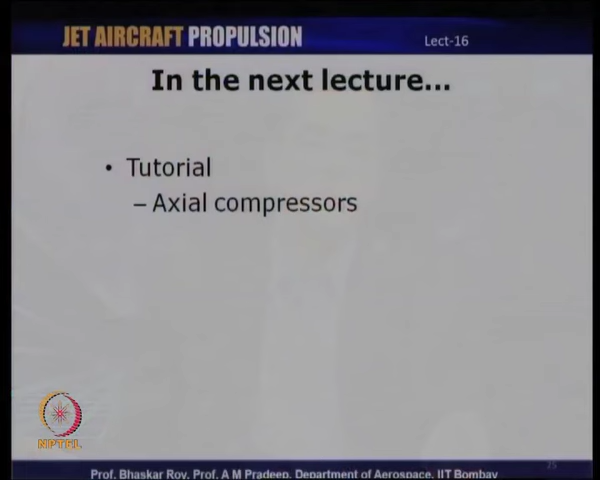 JET AIRCRAFT PROPULSION
Lect-16
In the next lecture...
• Tutorial
– Axial compressors
NPTEL
25
Prof. Bhaskar Roy, Prof. A M Pradeep, Department of Aerospace, IIT Bombay